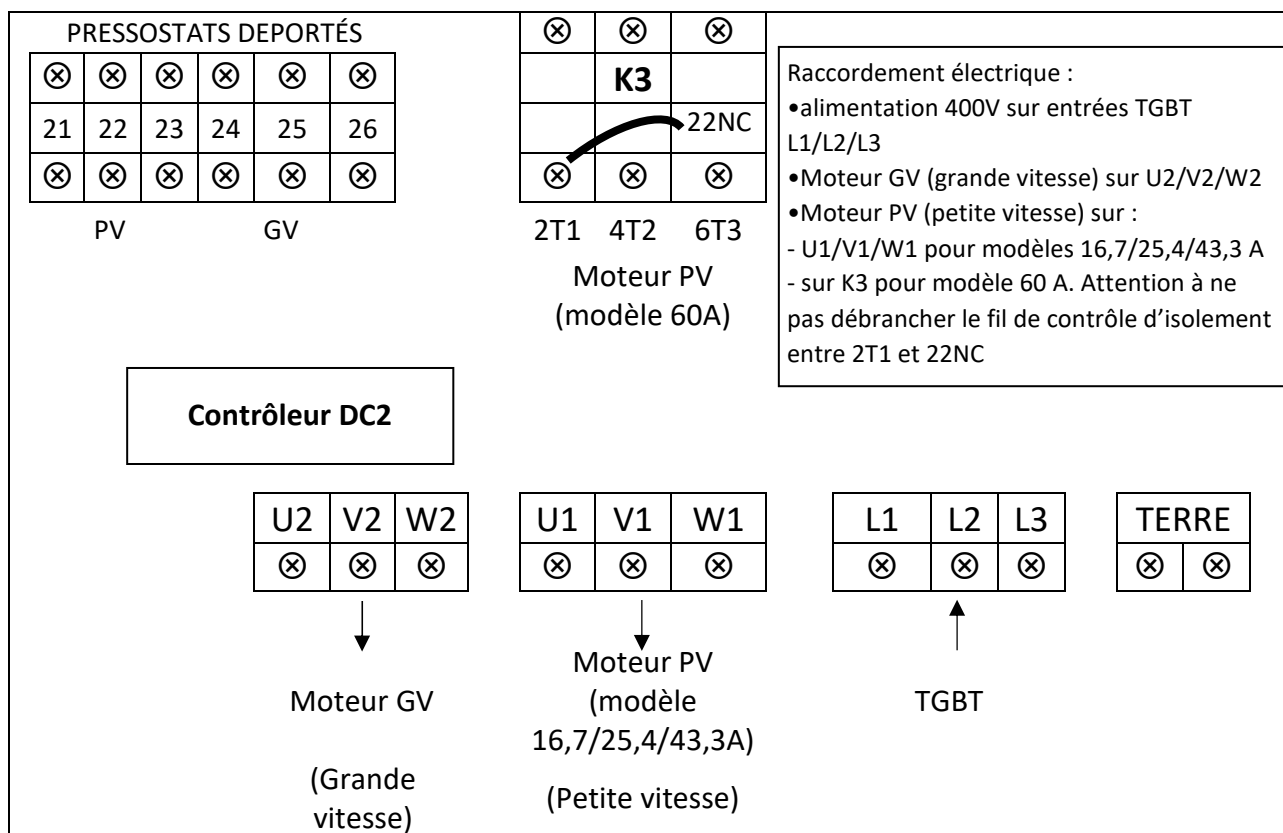 PRESSOSTATS DEPORTÉS
21 22 23 24 25 26
PV GV
K3
22NC
2T1 4T2 6T3
Moteur PV
(modèle 60A)
Raccordement électrique :
•alimentation 400V sur entrées TGBT
L1/L2/L3
•Moteur GV (grande vitesse) sur U2/V2/W2
•Moteur PV (petite vitesse) sur :
- U1/V1/W1 pour modèles 16,7/25,4/43,3 A
- sur K3 pour modèle 60 A. Attention à ne
pas débrancher le fil de contrôle d’isolement
entre 2T1 et 22NC
Contrôleur DC2
U2 V2 W2
U1 V1 W1
L1 L2 L3
TERRE
Moteur GV
(Grande
vitesse)
Moteur PV
(modèle
16,7/25,4/43,3A)
(Petite vitesse)
TGBT